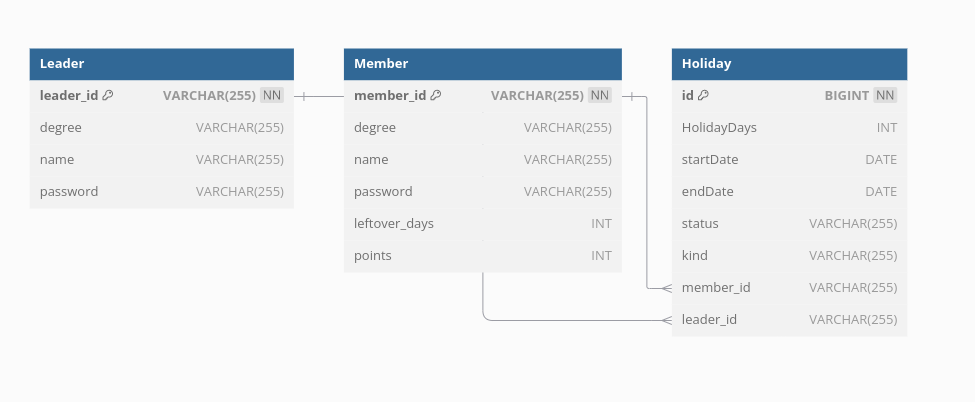 Leader
leader_id VARCHAR(255) NN
degree VARCHAR(255)
name VARCHAR(255)
password VARCHAR(255)
Member
member_id VARCHAR(255) NN
degree VARCHAR(255)
name VARCHAR(255)
password VARCHAR(255)
leftover_days INT
points INT
Holiday
id BIGINT NN
HolidayDays INT
startDate DATE
endDate DATE
status VARCHAR(255)
kind VARCHAR(255)
member_id VARCHAR(255)
leader_id VARCHAR(255)